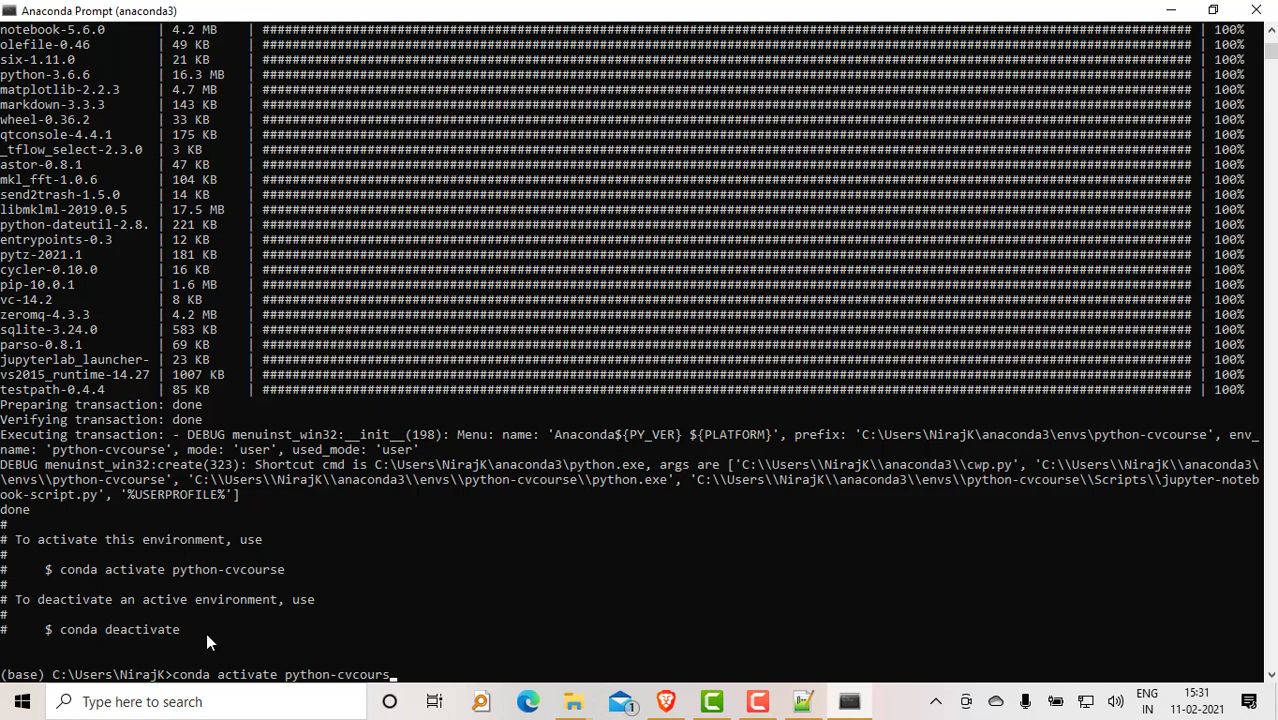 Anaconda Prompt (anaconda3)
notebook-5.6.0 | 4.2 MB | ############################################################################################################################ | 100%
olefile-0.46 | 49 KB | ############################################################################################################################ | 100%
six-1.11.0 | 21 KB | ############################################################################################################################ | 100%
python-3.6.6 | 16.3 MB | ############################################################################################################################ | 100%
matplotlib-2.2.3 | 4.7 MB | ############################################################################################################################ | 100%
markdown-3.3.3 | 143 KB | ############################################################################################################################ | 100%
wheel-0.36.2 | 33 KB | ############################################################################################################################ | 100%
qtconsole-4.4.1 | 175 KB | ############################################################################################################################ | 100%
_tflow_select-2.3.0 | 3 KB | ############################################################################################################################ | 100%
astor-0.8.1 | 47 KB | ############################################################################################################################ | 100%
mkl_fft-1.0.6 | 104 KB | ############################################################################################################################ | 100%
send2trash-1.5.0 | 14 KB | ############################################################################################################################ | 100%
libmklml-2019.0.5 | 17.5 MB | ############################################################################################################################ | 100%
python-dateutil-2.8. | 221 KB | ############################################################################################################################ | 100%
entrypoints-0.3 | 12 KB | ############################################################################################################################ | 100%
pytz-2021.1 | 181 KB | ############################################################################################################################ | 100%
cycler-0.10.0 | 16 KB | ############################################################################################################################ | 100%
pip-10.0.1 | 1.6 MB | ############################################################################################################################ | 100%
vc-14.2 | 8 KB | ############################################################################################################################ | 100%
zeromq-4.3.3 | 4.2 MB | ############################################################################################################################ | 100%
sqlite-3.24.0 | 583 KB | ############################################################################################################################ | 100%
parso-0.8.1 | 69 KB | ############################################################################################################################ | 100%
jupyterlab_launcher- | 23 KB | ############################################################################################################################ | 100%
vs2015_runtime-14.27 | 1007 KB | ############################################################################################################################ | 100%
testpath-0.4.4 | 85 KB | ############################################################################################################################ | 100%
Preparing transaction: done
Verifying transaction: done
Executing transaction: - DEBUG menuinst_win32:__init__(198): Menu: name: 'Anaconda${PY_VER} ${PLATFORM}', prefix: 'C:\Users\NirajK\anaconda3\envs\python-cvcourse', env_
name: 'python-cvcourse', mode: 'user', used_mode: 'user'
DEBUG menuinst_win32:create(323): Shortcut cmd is C:\Users\NirajK\anaconda3\python.exe, args are ['C:\\Users\\NirajK\\anaconda3\\cwp.py', 'C:\\Users\\NirajK\\anaconda3\
\envs\\python-cvcourse', 'C:\\Users\\NirajK\\anaconda3\\envs\\python-cvcourse\\python.exe', 'C:\\Users\\NirajK\\anaconda3\\envs\\python-cvcourse\\Scripts\\jupyter-noteb
ook-script.py', '%USERPROFILE%']
done
#
# To activate this environment, use
#
# $ conda activate python-cvcourse
#
# To deactivate an active environment, use
#
# $ conda deactivate
(base) C:\Users\NirajK>conda activate python-cvcours_
Type here to search
1
ENG
IN
15:31
11-02-2021